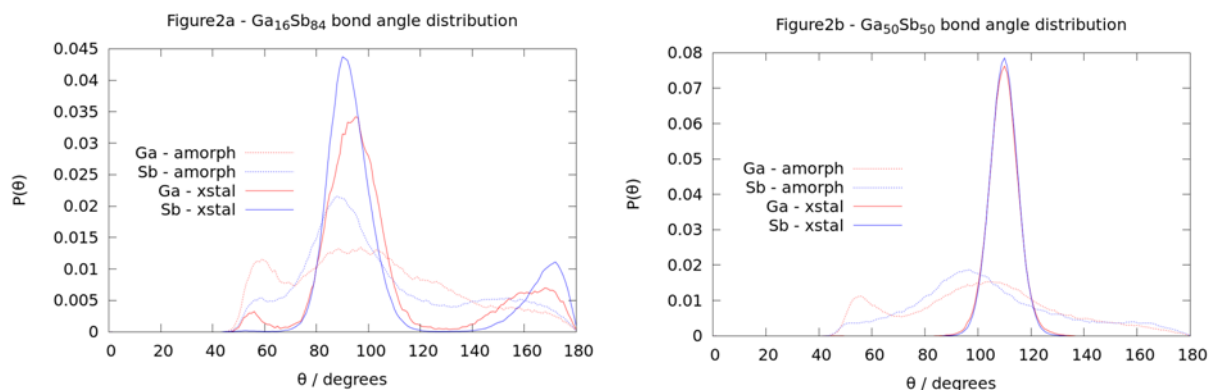 Figure2a - Ga₁₆Sb₈₄ bond angle distribution
0.045
0.04
0.035
0.03
0.025
0.02
0.015
0.01
0.005
0
P(θ)
Ga - amorph
Sb - amorph
Ga - xstal
Sb - xstal
0 20 40 60 80 100 120 140 160 180
θ / degrees
Figure2b - Ga₅₀Sb₅₀ bond angle distribution
0.08
0.07
0.06
0.05
0.04
0.03
0.02
0.01
0
P(θ)
Ga - amorph
Sb - amorph
Ga - xstal
Sb - xstal
0 20 40 60 80 100 120 140 160 180
θ / degrees